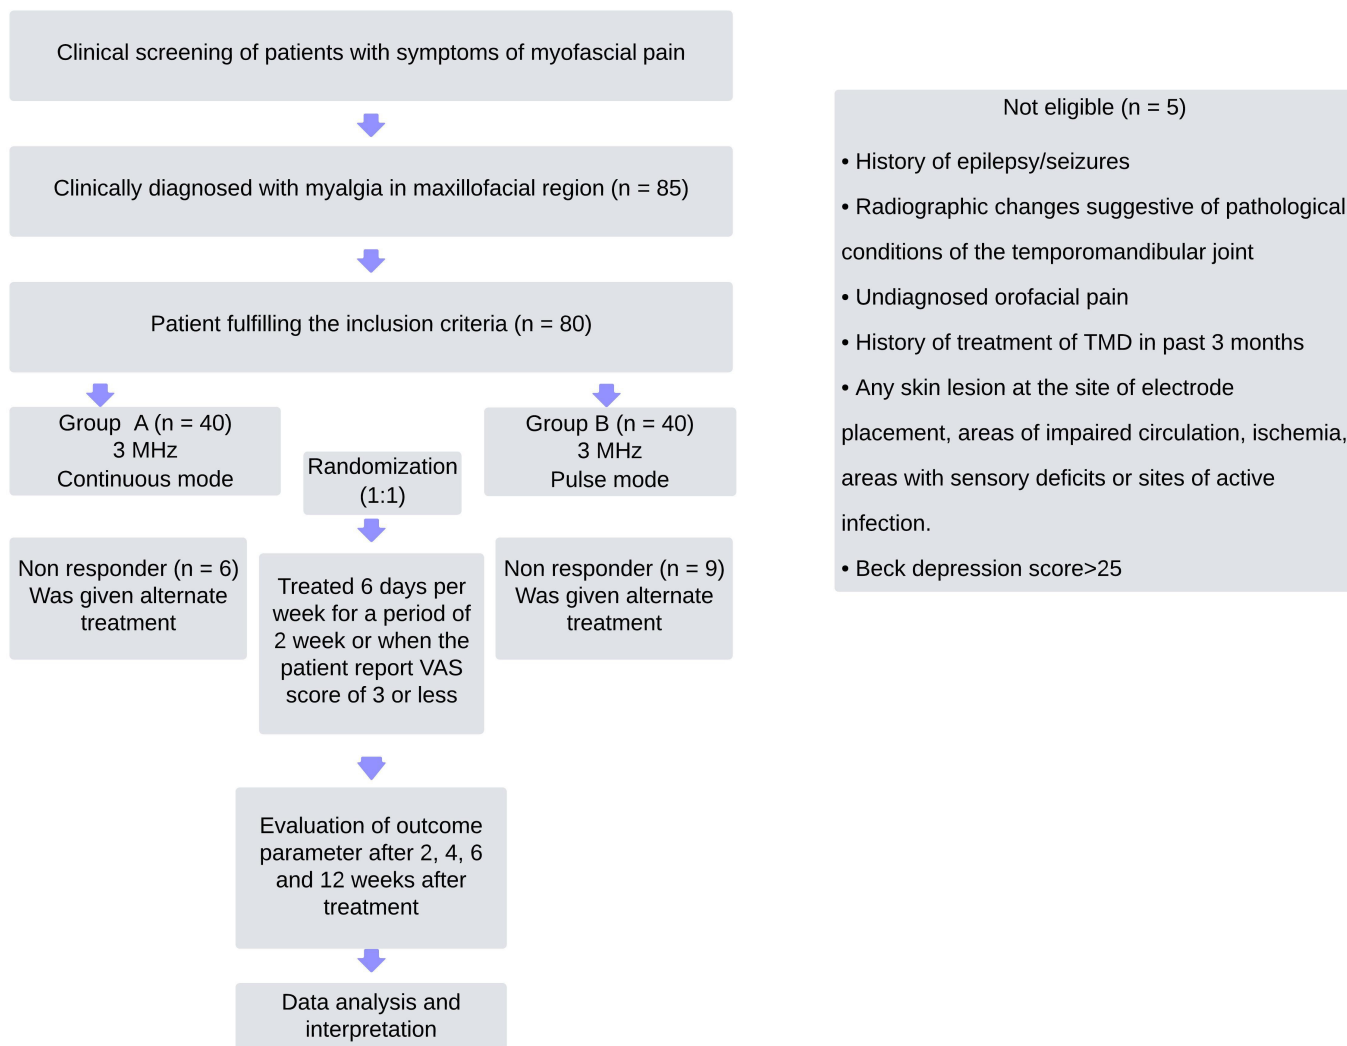 Clinical screening of patients with symptoms of myofascial pain
Clinically diagnosed with myalgia in maxillofacial region (n = 85)
Patient fulfilling the inclusion criteria (n = 80)
Group A (n = 40)
3 MHz
Continuous mode
Randomization
(1:1)
Group B (n = 40)
3 MHz
Pulse mode
Non responder (n = 6)
Was given alternate
treatment
Treated 6 days per
week for a period of
2 week or when the
patient report VAS
score of 3 or less
Non responder (n = 9)
Was given alternate
treatment
Evaluation of outcome
parameter after 2, 4, 6
and 12 weeks after
treatment
Data analysis and
interpretation
Not eligible (n = 5)
• History of epilepsy/seizures
• Radiographic changes suggestive of pathological
conditions of the temporomandibular joint
• Undiagnosed orofacial pain
• History of treatment of TMD in past 3 months
• Any skin lesion at the site of electrode
placement, areas of impaired circulation, ischemia,
areas with sensory deficits or sites of active
infection.
• Beck depression score>25